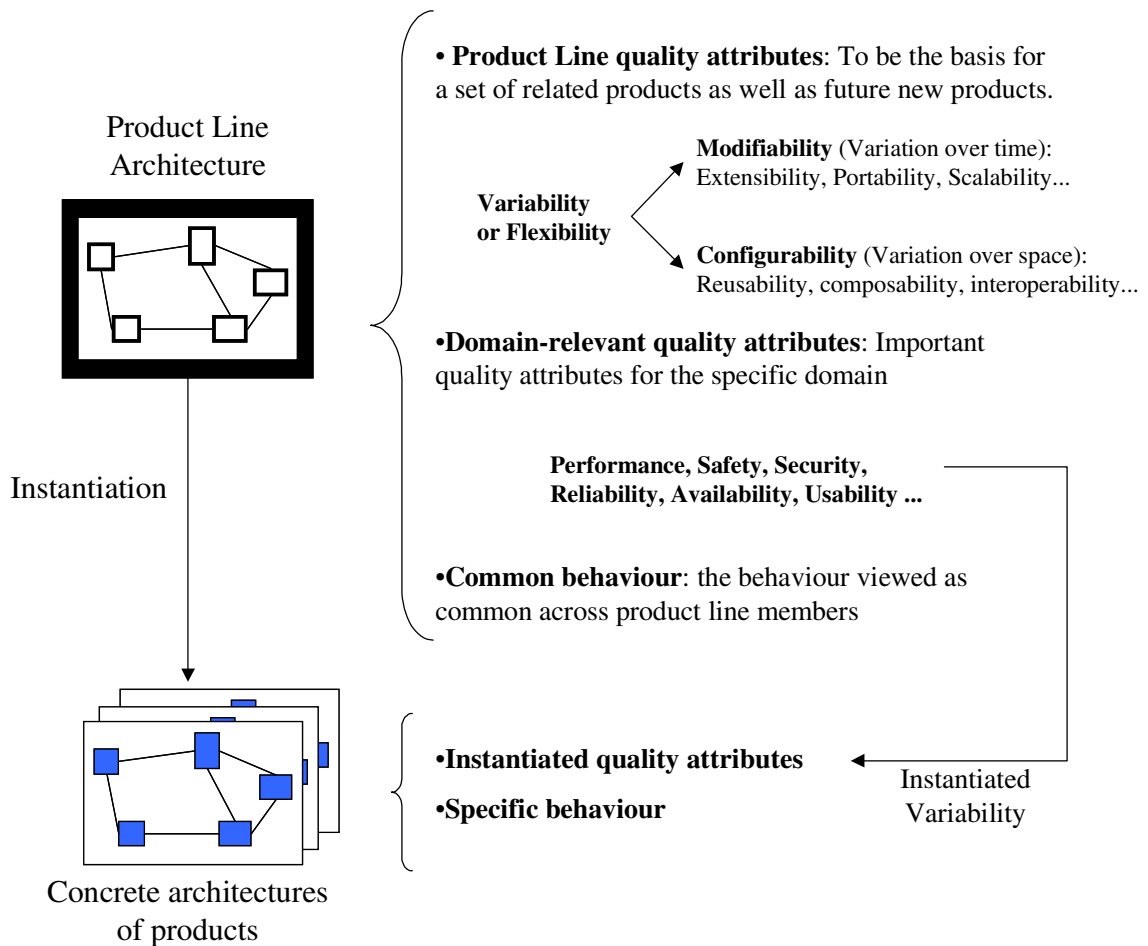 Product Line
Architecture
• Product Line quality attributes: To be the basis for
a set of related products as well as future new products.
Variability
or Flexibility
Modifiability (Variation over time):
Extensibility, Portability, Scalability...
Configurability (Variation over space):
Reusability, composability, interoperability...
•Domain-relevant quality attributes: Important
quality attributes for the specific domain
Performance, Safety, Security,
Reliability, Availability, Usability ...
•Common behaviour: the behaviour viewed as
common across product line members
Instantiation
•Instantiated quality attributes
•Specific behaviour
Instantiated
Variability
Concrete architectures
of products